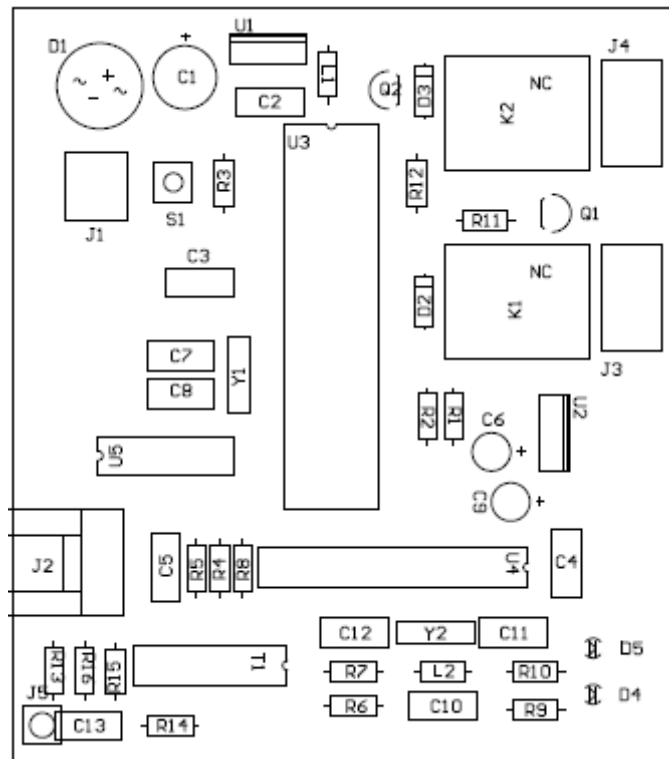 U1
D1
J4
+
C1
L1
NC
~ + ~
-
Q2
D3
K2
C2
U3
R3
R12
S1
J1
R11
Q1
C3
NC
D2
K1
C7
Y1
J3
C8
R2
R1
C6
U2
+
U5
C9
+
J2
C5
R5
R4
R8
U4
C4
C12
Y2
C11
D5
R13
R16
R15
T1
R7
L2
R10
J5
D4
C13
R14
R6
C10
R9